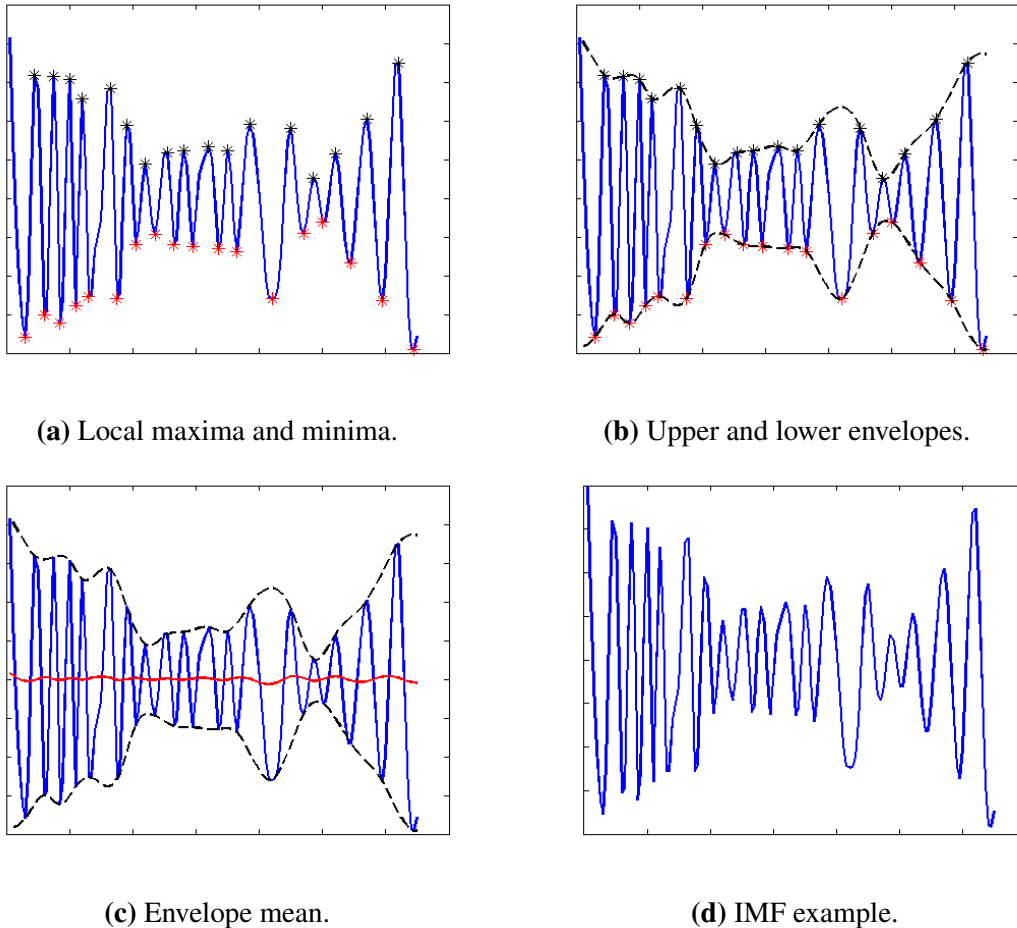 (a) Local maxima and minima.
(b) Upper and lower envelopes.
(c) Envelope mean.
(d) IMF example.